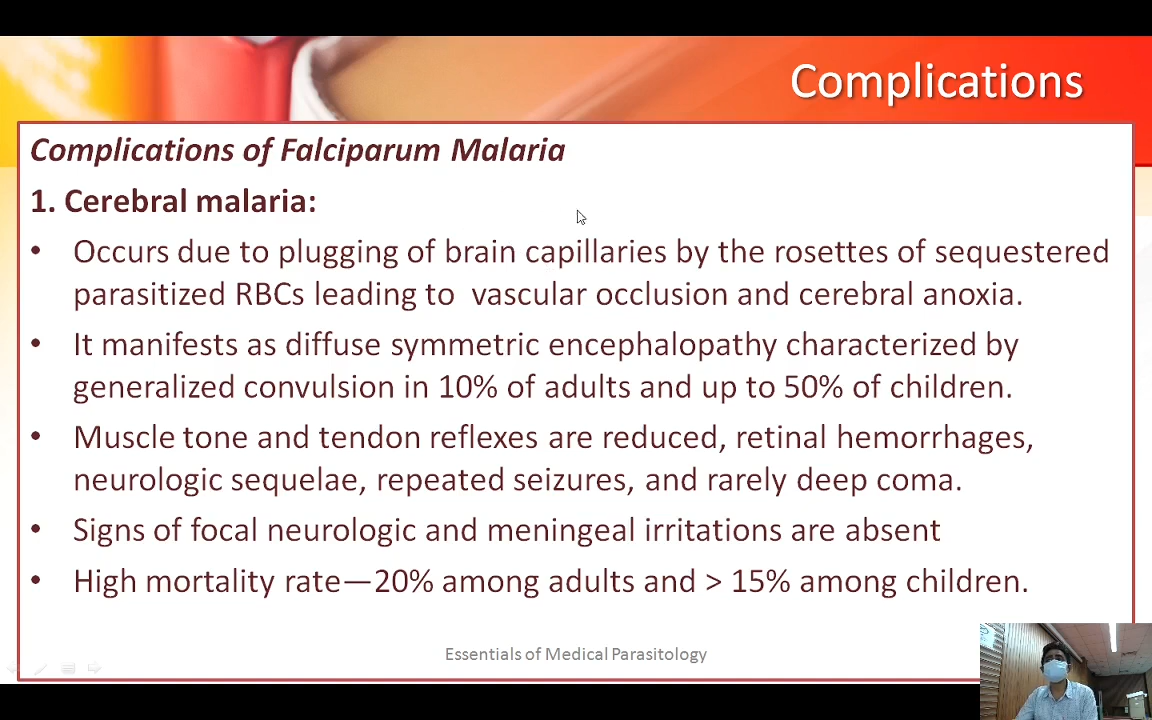 Complications
Complications of Falciparum Malaria
1. Cerebral malaria:
• Occurs due to plugging of brain capillaries by the rosettes of sequestered
parasitized RBCs leading to vascular occlusion and cerebral anoxia.
• It manifests as diffuse symmetric encephalopathy characterized by
generalized convulsion in 10% of adults and up to 50% of children.
• Muscle tone and tendon reflexes are reduced, retinal hemorrhages,
neurologic sequelae, repeated seizures, and rarely deep coma.
• Signs of focal neurologic and meningeal irritations are absent
• High mortality rate—20% among adults and > 15% among children.
Essentials of Medical Parasitology